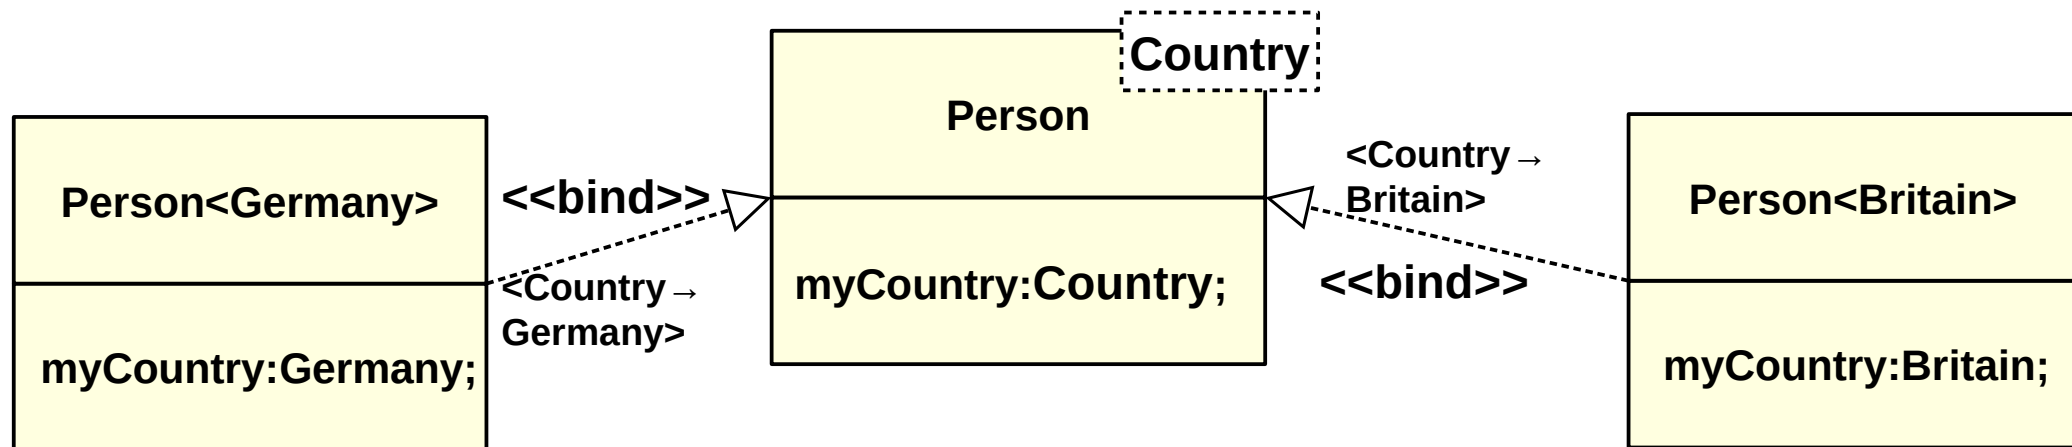 Person<Germany>
myCountry:Germany;
<<bind>>
<Country→
Germany>
Country
Person
myCountry:Country;
<Country→
Britain>
<<bind>>
Person<Britain>
myCountry:Britain;